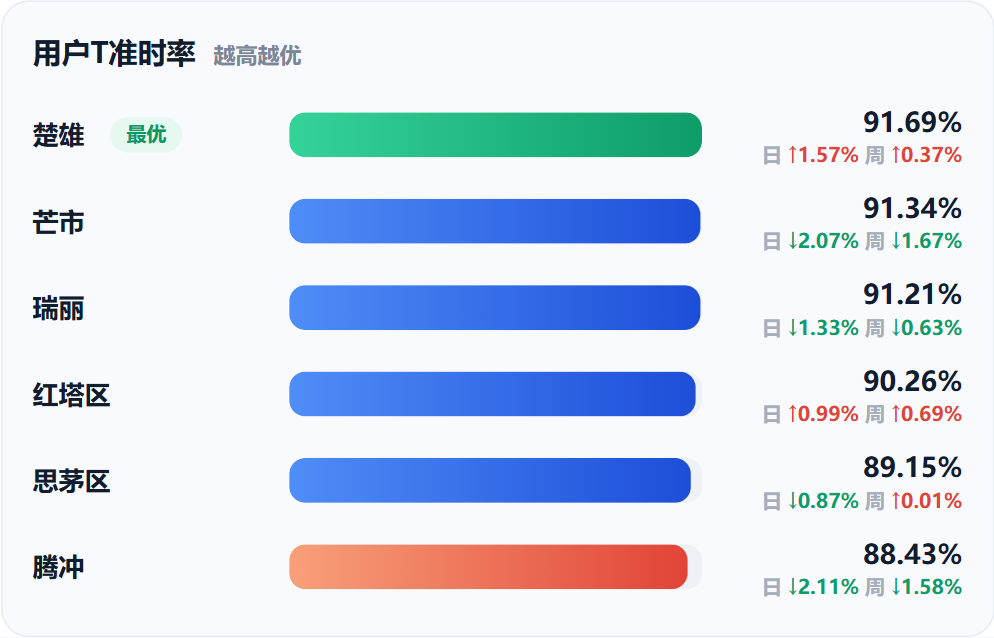 用户T准时率 越高越优
楚雄 最优 91.69%
日 ↑1.57% 周 ↑0.37%
芒市 91.34%
日 ↓2.07% 周 ↓1.67%
瑞丽 91.21%
日 ↓1.33% 周 ↓0.63%
红塔区 90.26%
日 ↑0.99% 周 ↑0.69%
思茅区 89.15%
日 ↓0.87% 周 ↑0.01%
腾冲 88.43%
日 ↓2.11% 周 ↓1.58%